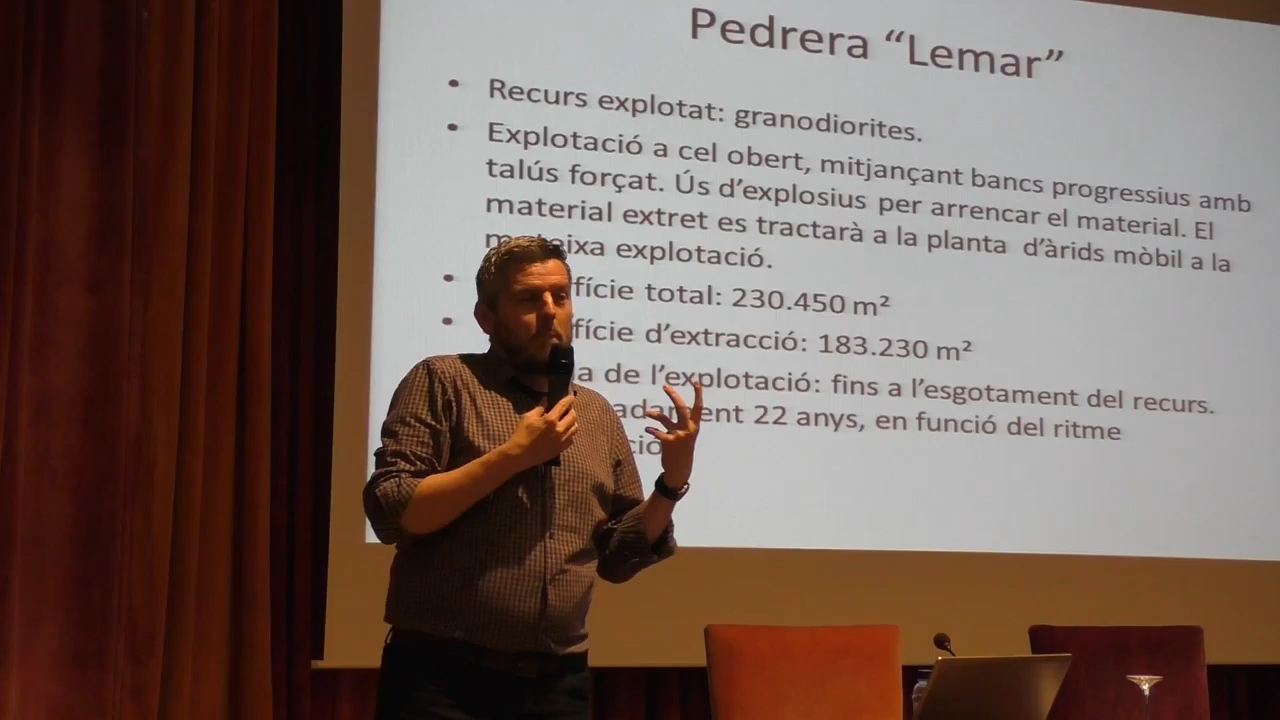 Pedrera “Lemar”
• Recurs explotat: granodiorites.
• Explotació a cel obert, mitjançant bancs progressius amb
talús forçat. Ús d’explosius per arrencar el material. El
material extret es tractarà a la planta d’àrids mòbil a la
mateixa explotació.
• total: 230.450 m²
• d’extracció: 183.230 m²
de l’explotació: fins a l’esgotament del recurs.
22 anys, en funció del ritme